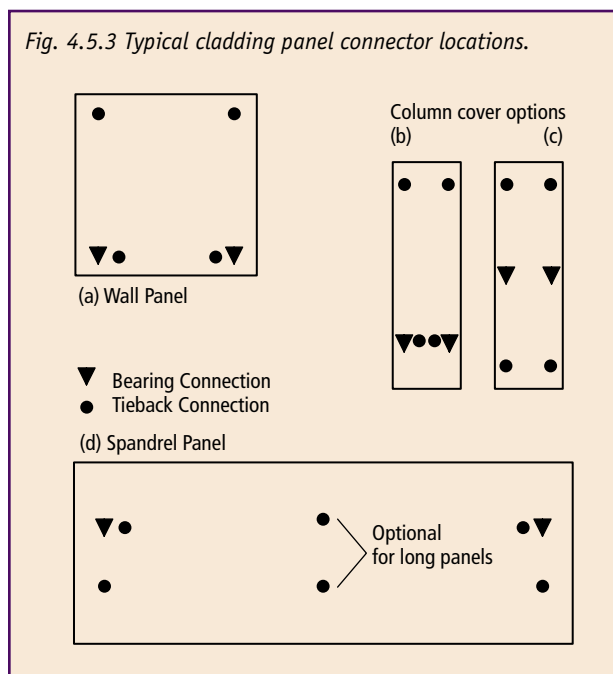 Fig. 4.5.3 Typical cladding panel connector locations.
Column cover options
(b) (c)
(a) Wall Panel
Bearing Connection
Tieback Connection
(d) Spandrel Panel
Optional
for long panels